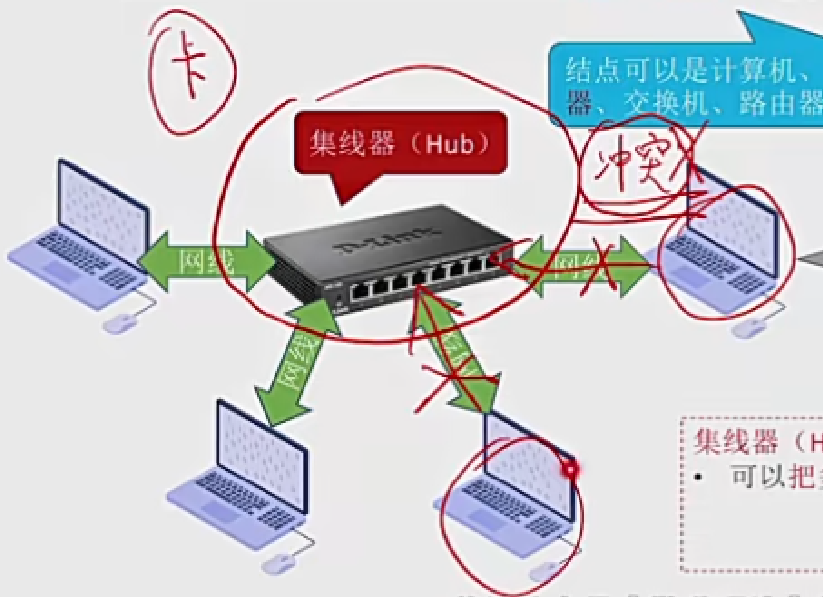 卡
结点可以是计算机、
器、交换机、路由器
集线器（Hub）
冲突
D-Link
网线
网线
网线
网线
集线器（H
• 可以把